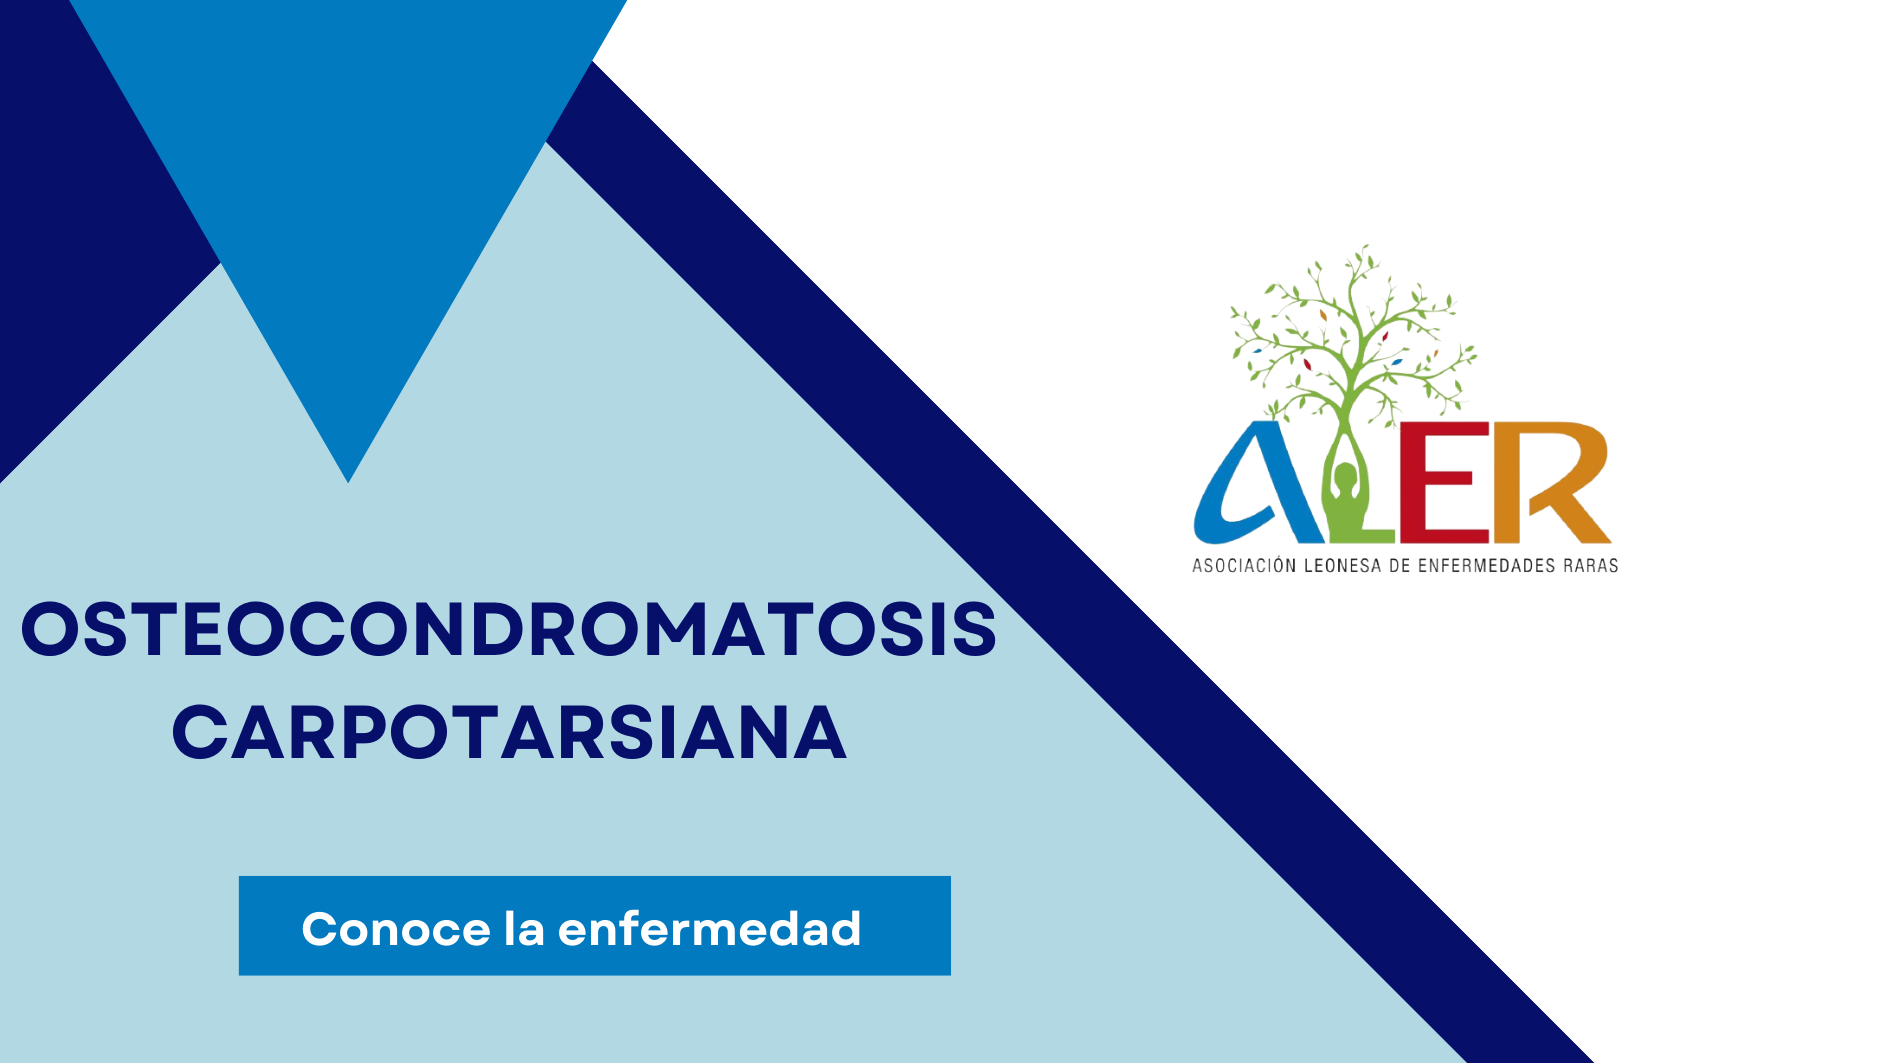 ALER
ASOCIACIÓN LEONESA DE ENFERMEDADES RARAS
OSTEOCONDROMATOSIS
CARPOTARSIANA
Conoce la enfermedad